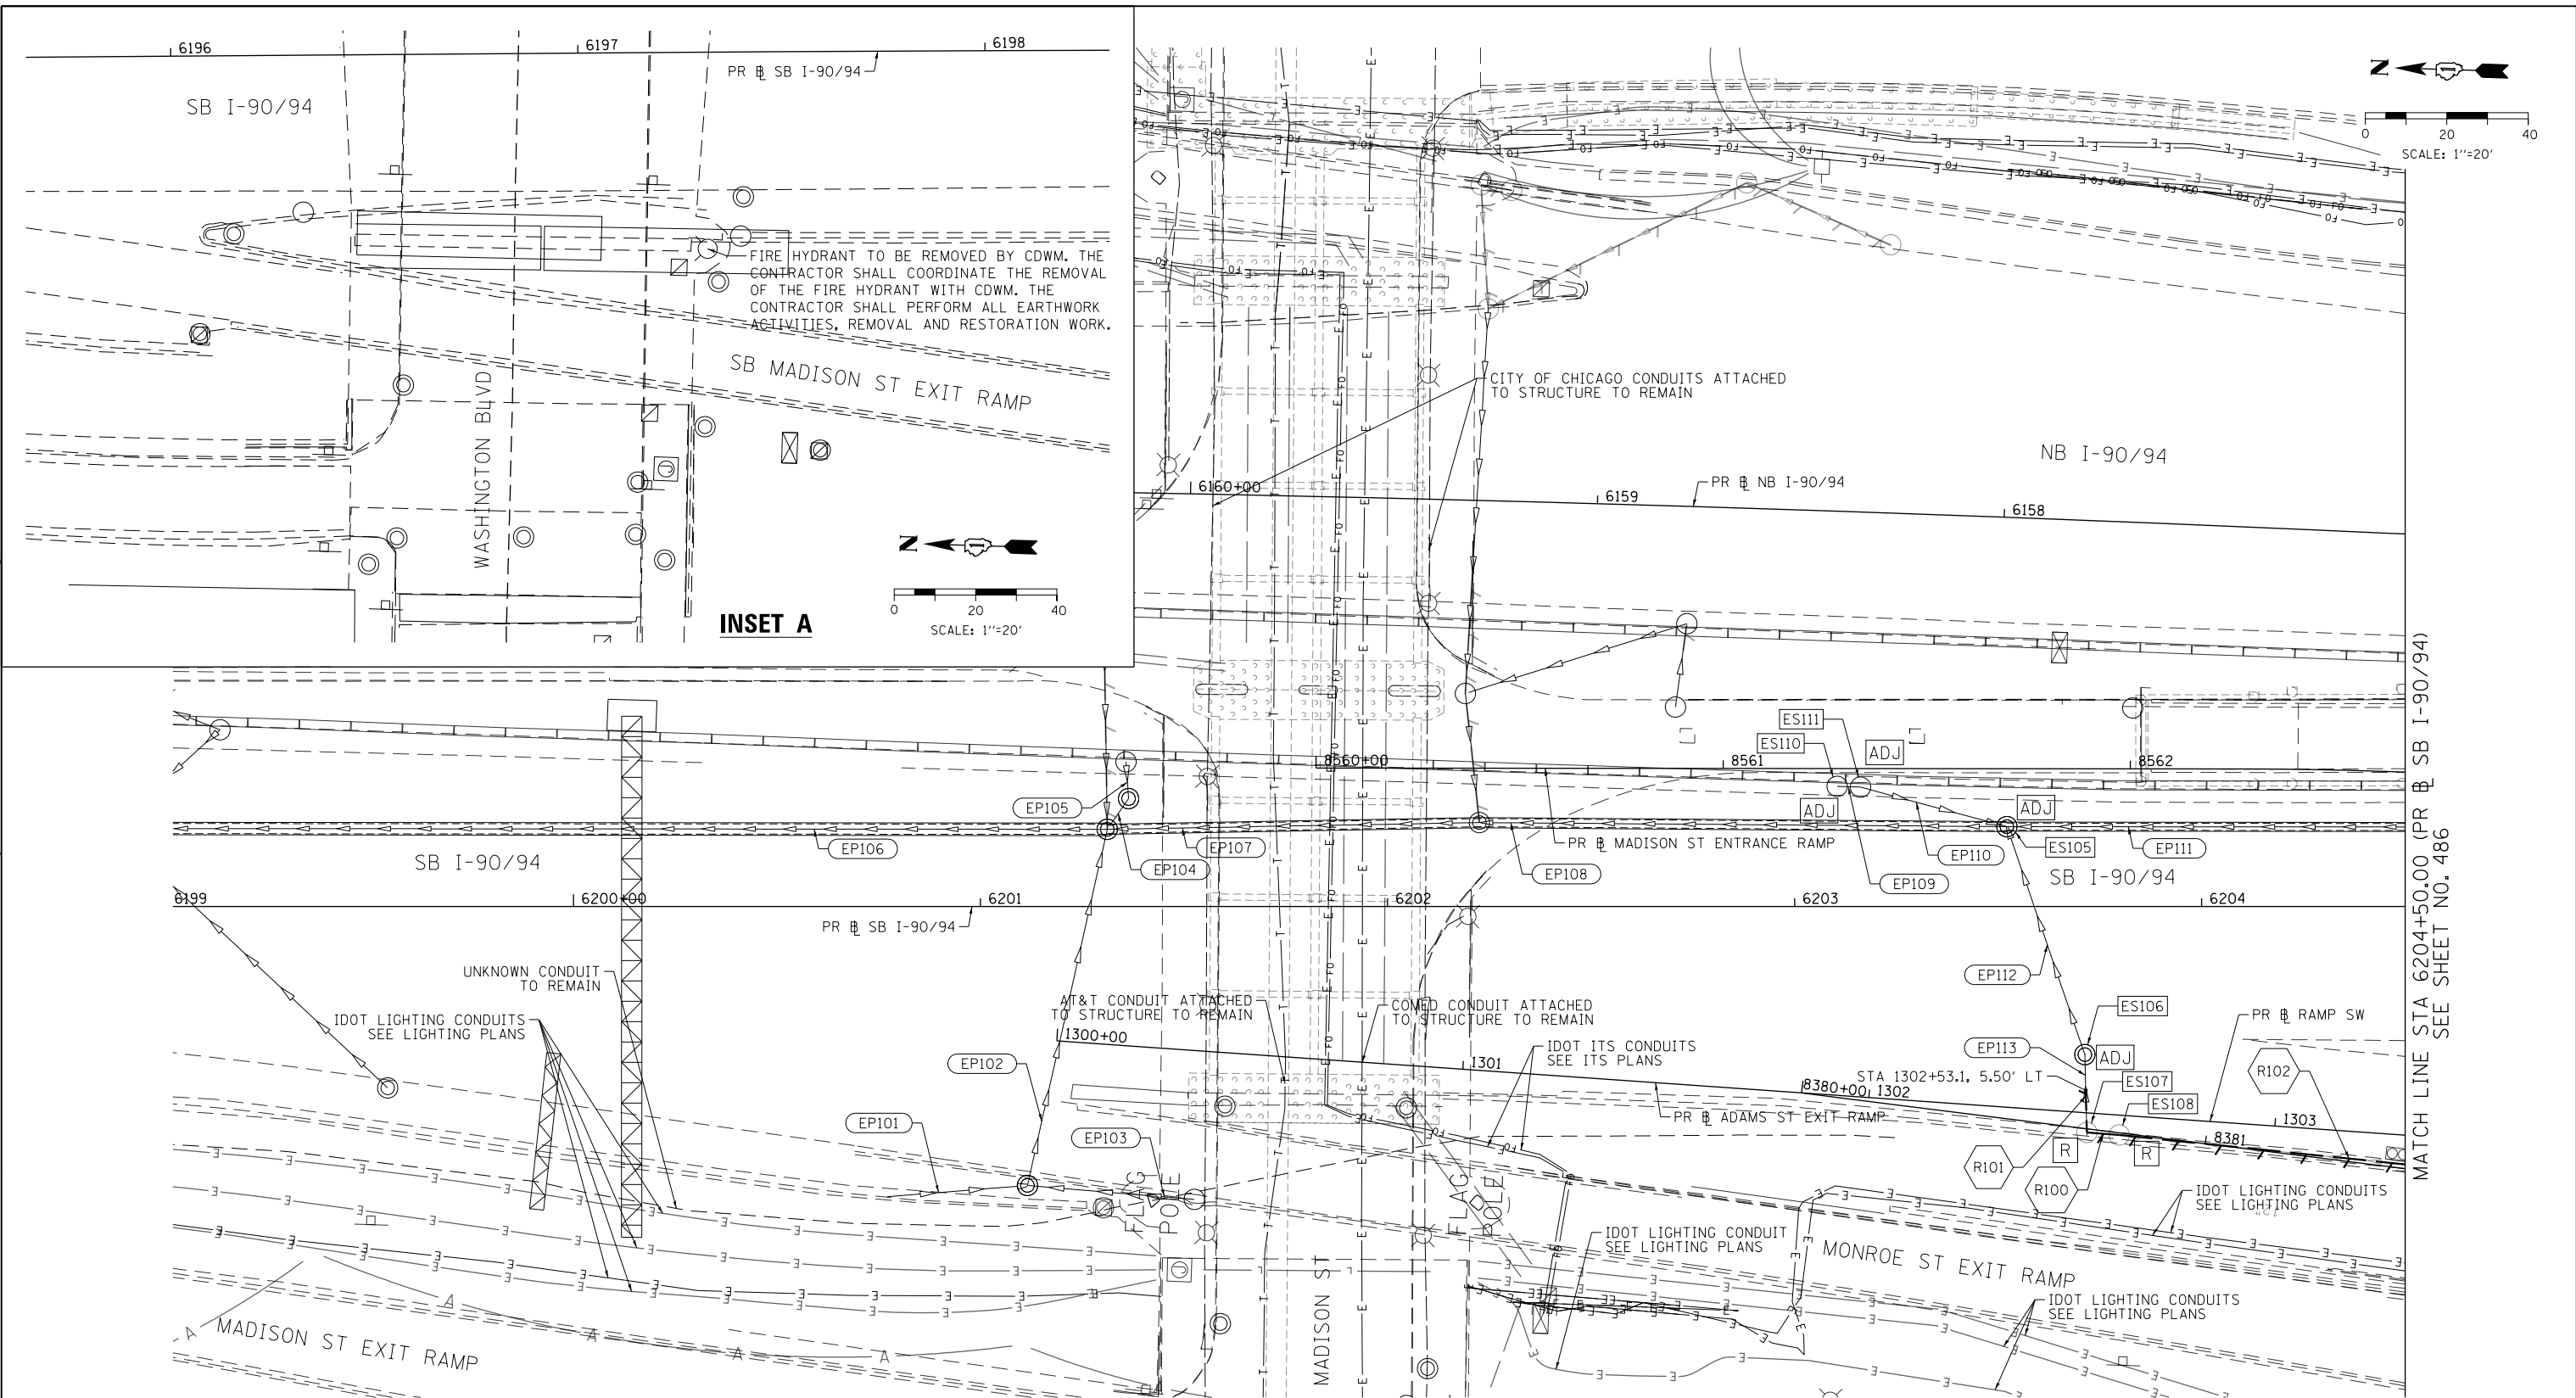 6196
6197
6198
PR ℄ SB I-90/94
SB I-90/94
FIRE HYDRANT TO BE REMOVED BY CDWM. THE
CONTRACTOR SHALL COORDINATE THE REMOVAL
OF THE FIRE HYDRANT WITH CDWM. THE
CONTRACTOR SHALL PERFORM ALL EARTHWORK
ACTIVITIES, REMOVAL AND RESTORATION WORK.
SB MADISON ST EXIT RAMP
WASHINGTON BLVD
N
0 20 40
SCALE: 1"=20'
INSET A
N
0 20 40
SCALE: 1"=20'
CITY OF CHICAGO CONDUITS ATTACHED
TO STRUCTURE TO REMAIN
NB I-90/94
6160+00
6159
PR ℄ NB I-90/94
6158
ES111
ES110
ADJ
8560+00
8561
8562
EP105
ADJ
ADJ
EP106
EP107
PR ℄ MADISON ST ENTRANCE RAMP
ES105
EP111
SB I-90/94
EP104
EP108
EP110
EP109
SB I-90/94
6199
6200+00
6201
6202
6203
6204
PR ℄ SB I-90/94
UNKNOWN CONDUIT
TO REMAIN
EP112
AT&T CONDUIT ATTACHED
TO STRUCTURE TO REMAIN
COMED CONDUIT ATTACHED
TO STRUCTURE TO REMAIN
ES106
PR ℄ RAMP SW
IDOT LIGHTING CONDUITS
SEE LIGHTING PLANS
1300+00
IDOT ITS CONDUITS
SEE ITS PLANS
EP113
ADJ
EP102
1301
STA 1302+53.1, 5.50' LT
ES107
R102
8380+00
1302
ES108
PR ℄ ADAMS ST EXIT RAMP
1303
EP101
EP103
8381
R
R
R101
R100
FLAG
POLE
FLAG
POLE
IDOT LIGHTING CONDUITS
SEE LIGHTING PLANS
IDOT LIGHTING CONDUIT
SEE LIGHTING PLANS
MONROE ST EXIT RAMP
MADISON ST
IDOT LIGHTING CONDUITS
SEE LIGHTING PLANS
MADISON ST EXIT RAMP
MATCH LINE STA 6204+50.00 (PR ℄ SB I-90/94)
SEE SHEET NO. 486